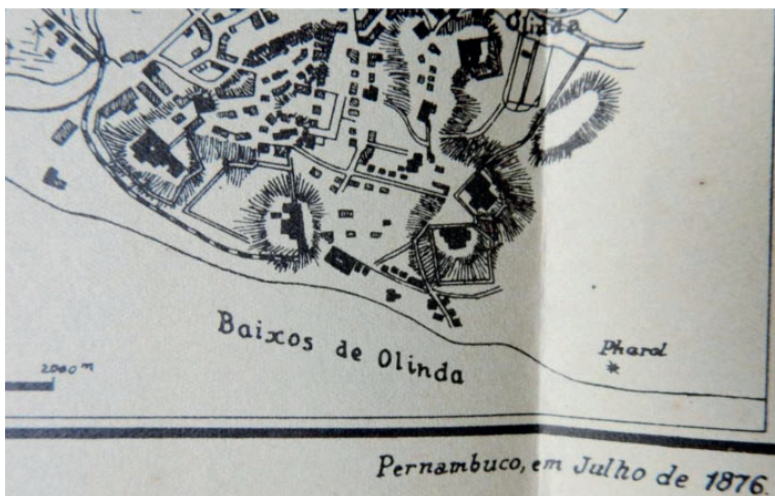 Olinda
Baixos de Olinda
Pharol
2000 m
Pernambuco, em Julho de 1876